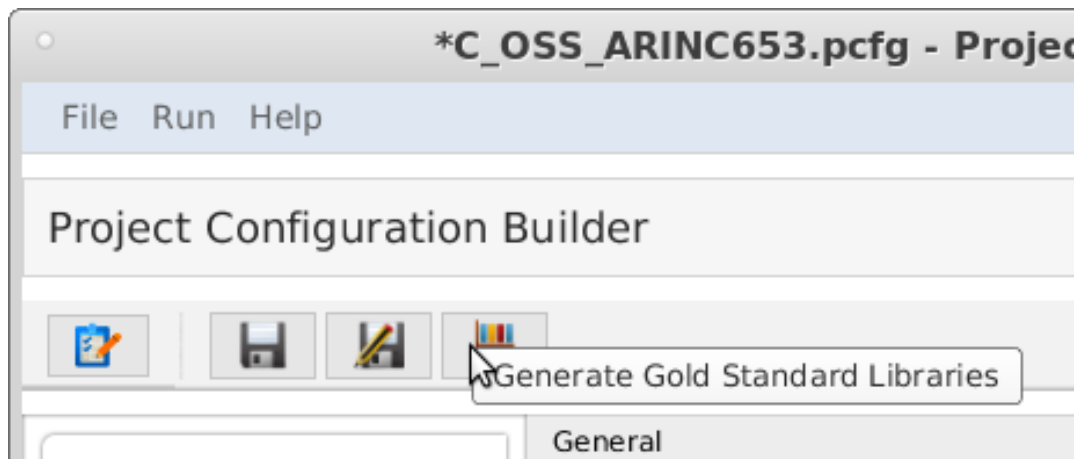 *C_OSS_ARINC653.pcfg - Projec
File Run Help
Project Configuration Builder
Generate Gold Standard Libraries
General